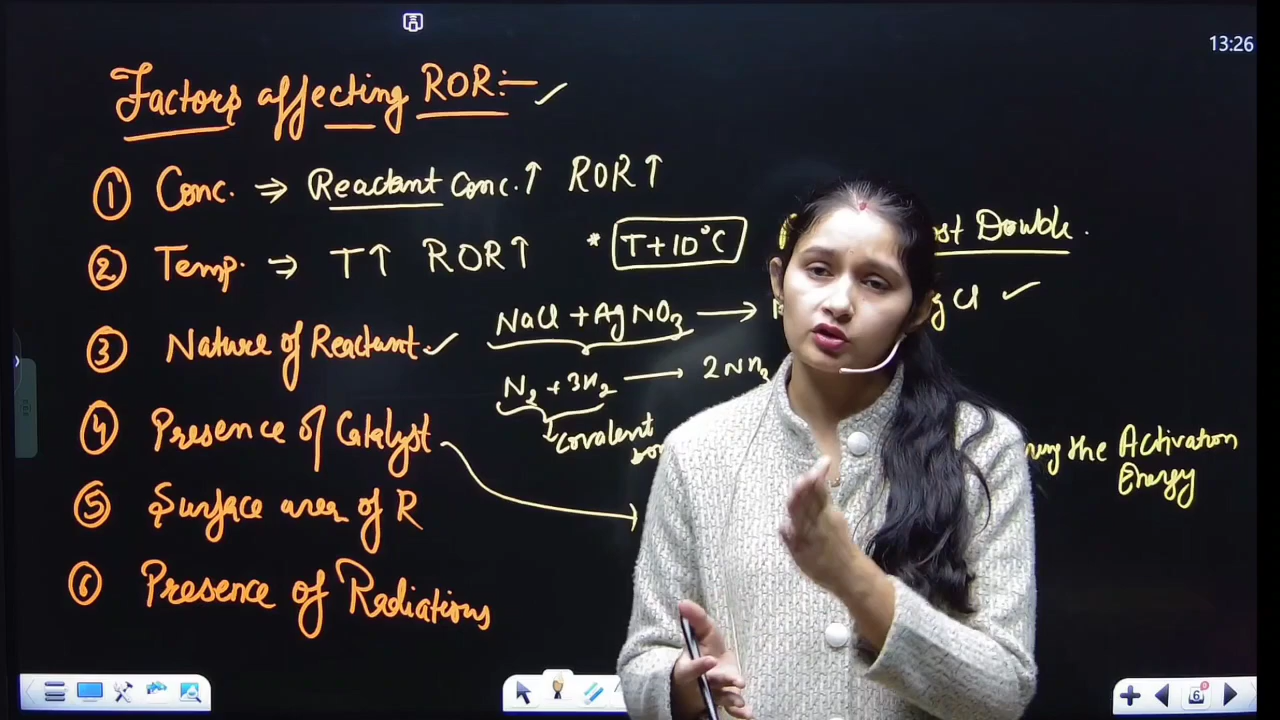 13:26
Factors affecting ROR:-
① Conc. ⇒ Reactant Conc. ↑ ROR ↑
② Temp. ⇒ T↑ ROR↑ * T+10°C Double.
③ Nature of Reactant ✓ NaCl + AgNO₃ → gCl ✓
N₂ + 3H₂ → 2NH₃
↓ Covalent
④ Presence of Catalyst the Activation
Energy
⑤ Surface area of R
⑥ Presence of Radiations
6